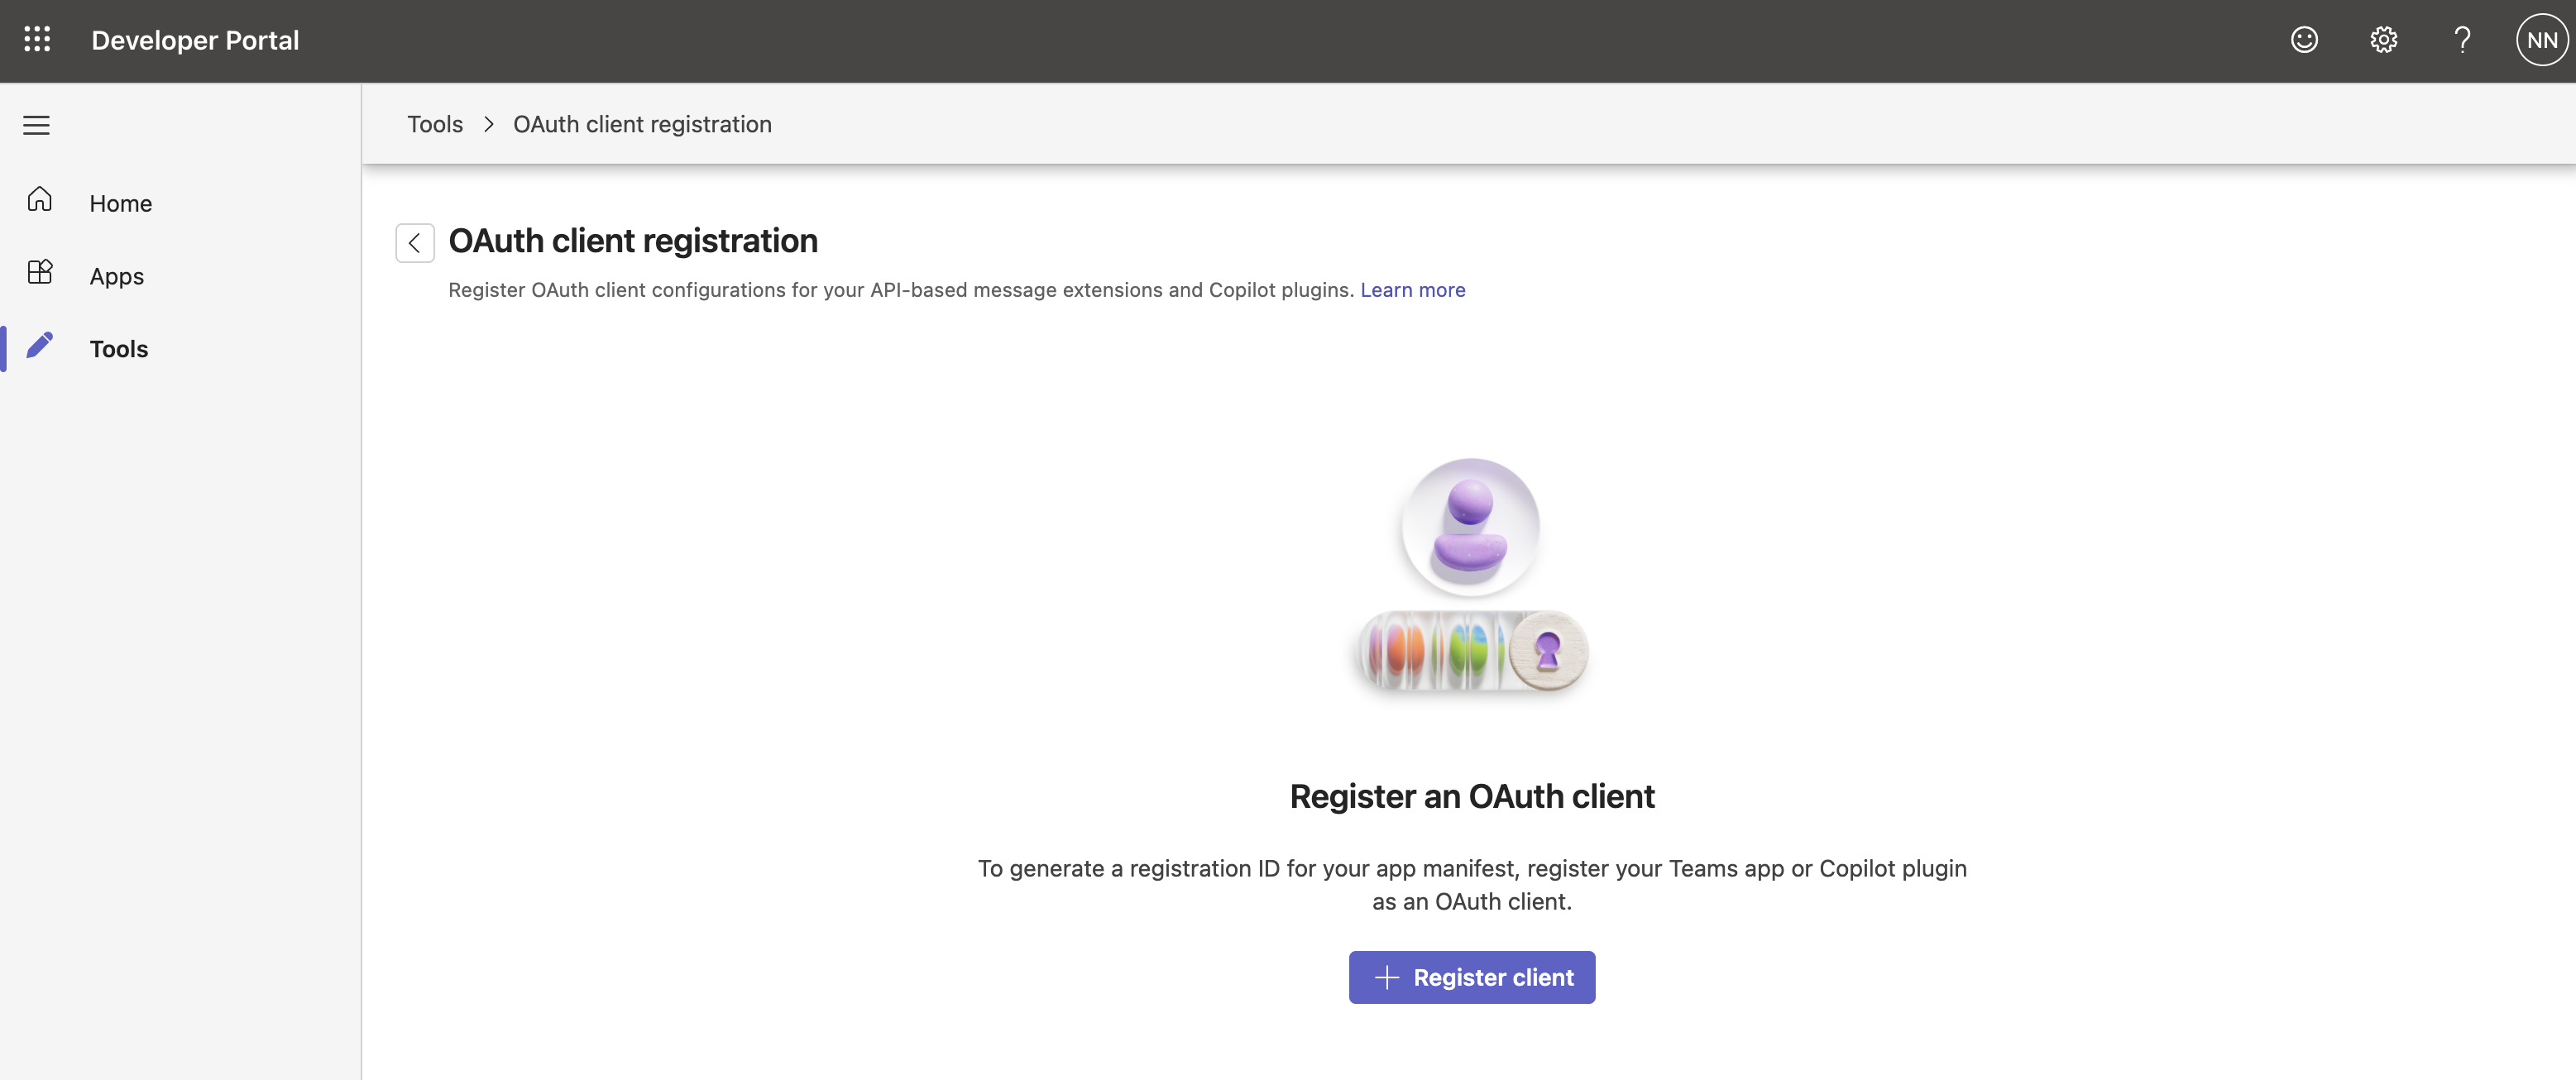 Developer Portal
NN
Tools > OAuth client registration
Home
Apps
Tools
OAuth client registration
Register OAuth client configurations for your API-based message extensions and Copilot plugins. Learn more
Register an OAuth client
To generate a registration ID for your app manifest, register your Teams app or Copilot plugin
as an OAuth client.
Register client